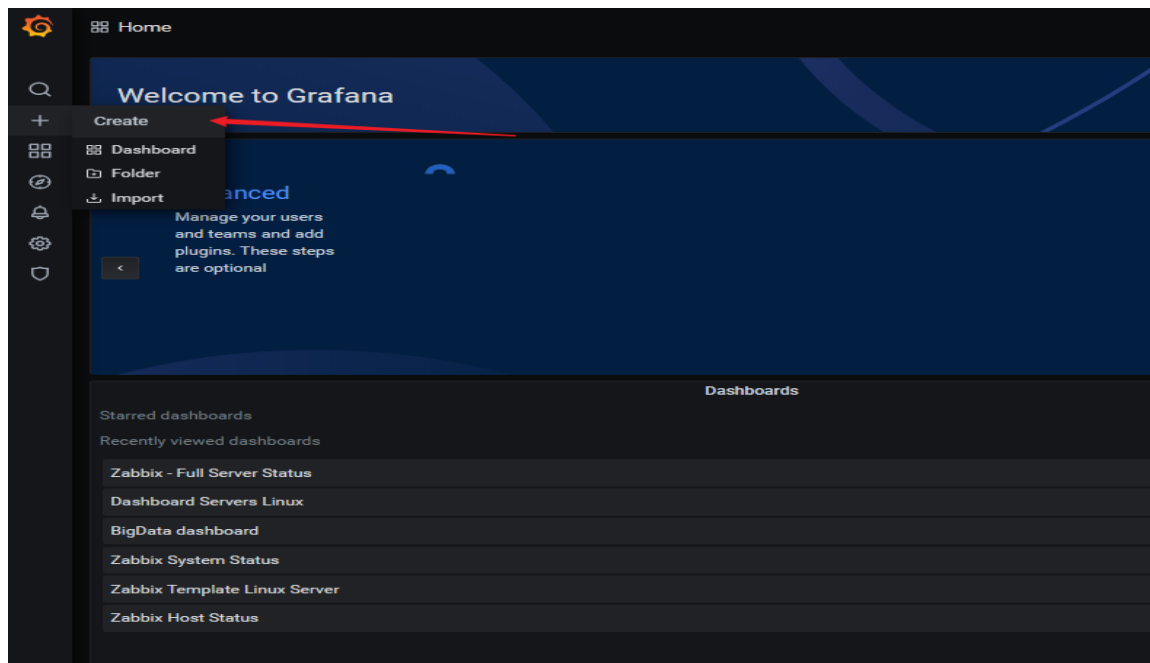 Home
Welcome to Grafana
Create
Dashboard
Folder
Import
Manage your users
and teams and add
plugins. These steps
are optional
Dashboards
Starred dashboards
Recently viewed dashboards
Zabbix - Full Server Status
Dashboard Servers Linux
BigData dashboard
Zabbix System Status
Zabbix Template Linux Server
Zabbix Host Status